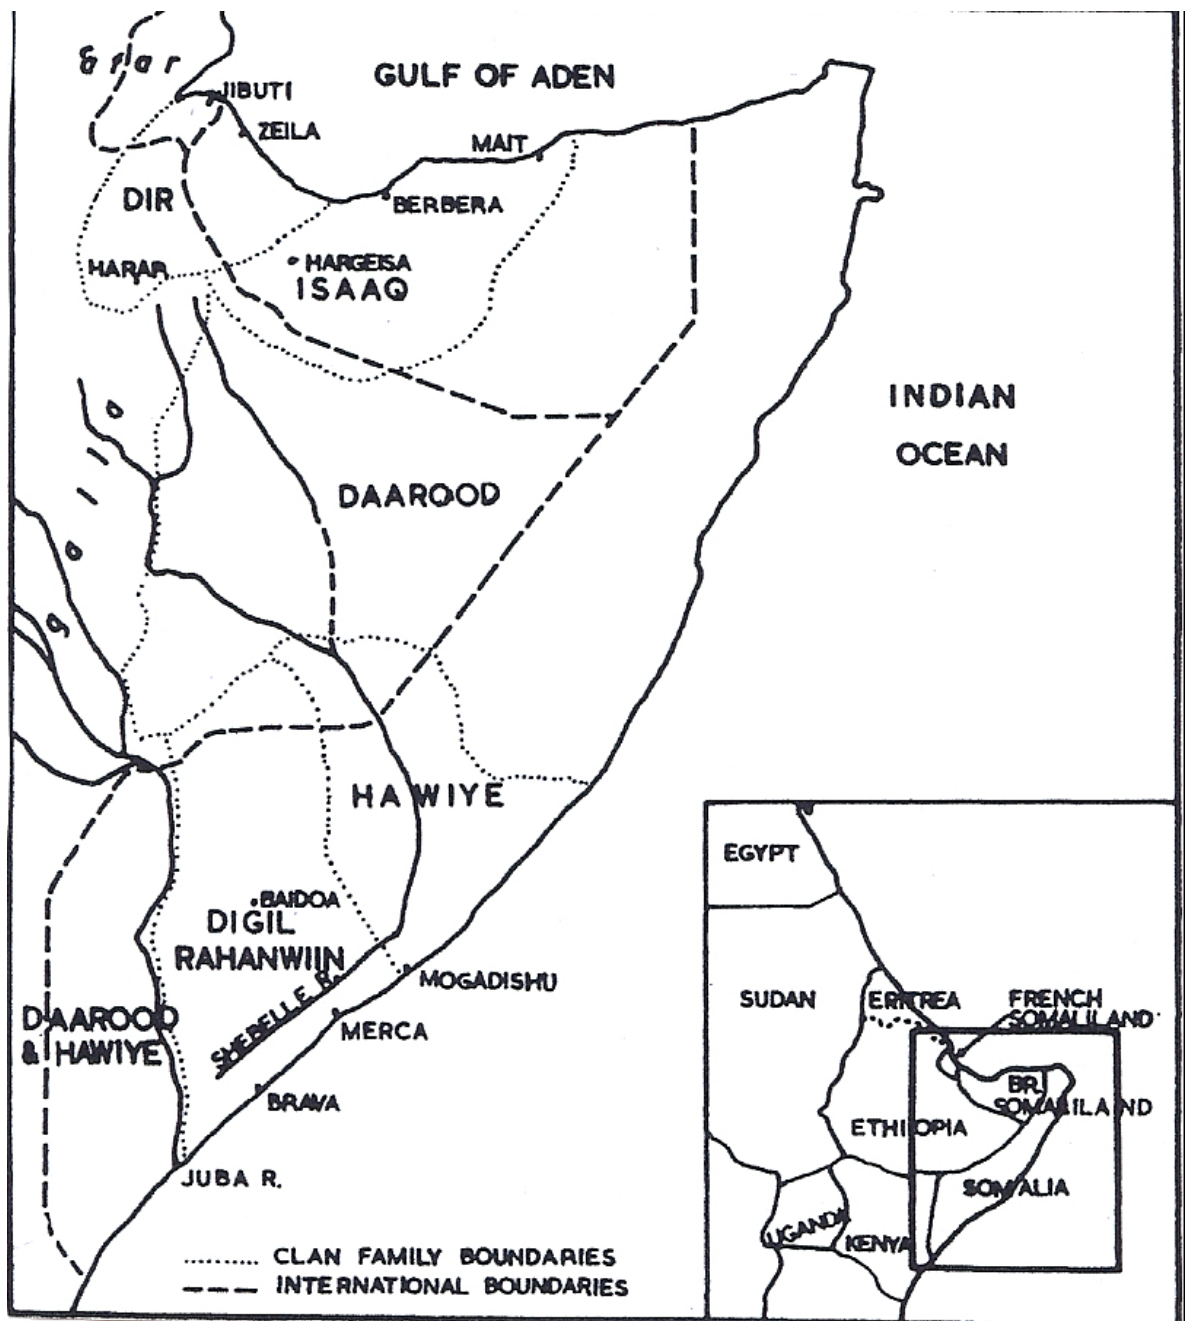 afar
GULF OF ADEN
JIBUTI
ZEILA
MAIT
DIR
BERBERA
HARAR
HARGEISA
ISAAQ
INDIAN
OCEAN
DAAROOD
galla
HAWIYE
BAIDOA
DIGIL
RAHANWIIN
SHEBELLE R.
MOGADISHU
DAAROOD
& HAWIYE
MERCA
BRAVA
JUBA R.
CLAN FAMILY BOUNDARIES
INTERNATIONAL BOUNDARIES
EGYPT
SUDAN
ERITREA
FRENCH
SOMALILAND
BR.
SOMALILAND
ETHIOPIA
SOMALIA
UGANDA
KENYA